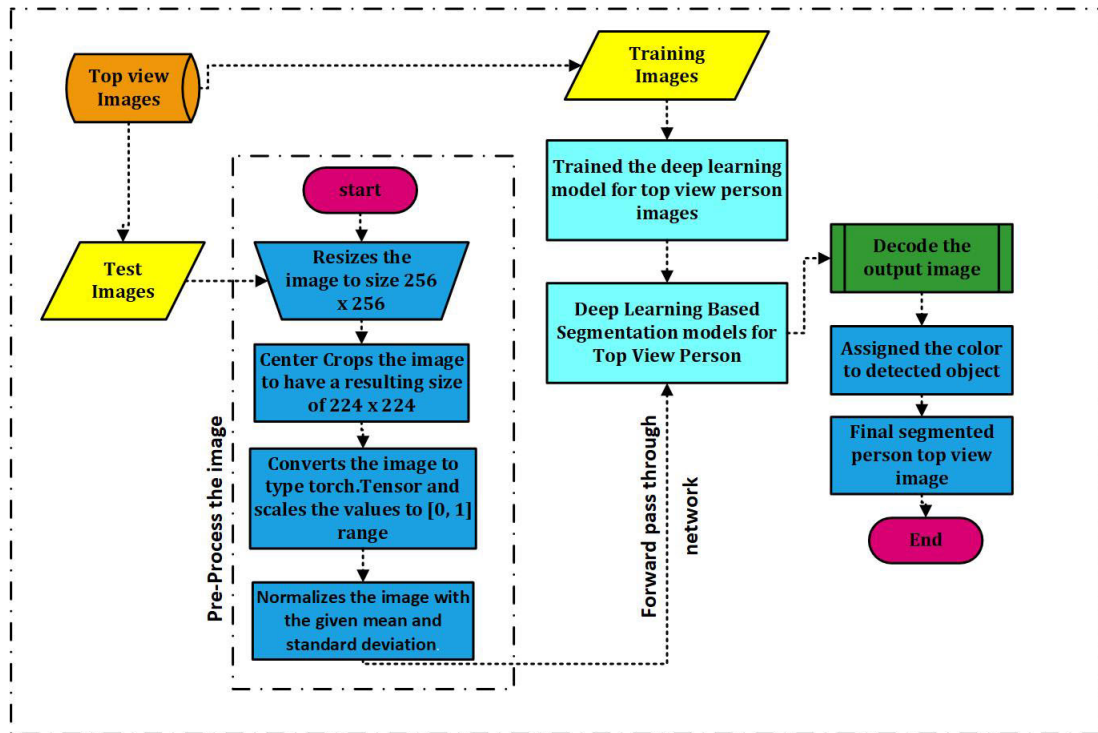 Top view
Images
Training
Images
Trained the deep learning
model for top view person
images
start
Test
Images
Resizes the
image to size 256
x 256
Decode the
output image
Deep Learning Based
Segmentation models for
Top View Person
Center Crops the image
to have a resulting size
of 224 x 224
Assigned the color
to detected object
Pre-Process the image
Converts the image to
type torch.Tensor and
scales the values to [0, 1]
range
Forward pass through
network
Final segmented
person top view
image
End
Normalizes the image with
the given mean and
standard deviation.